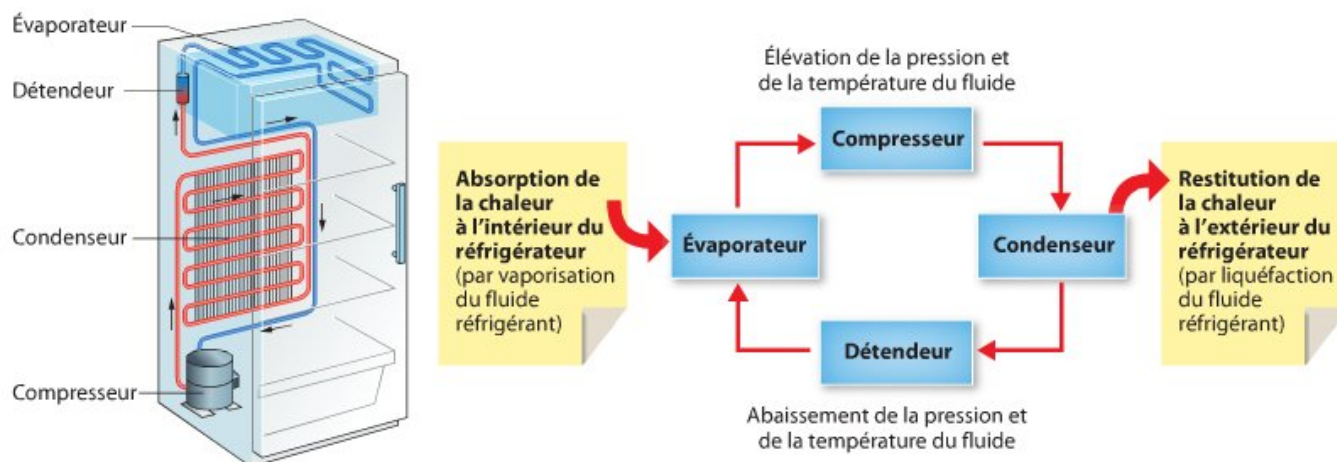 Évaporateur
Détendeur
Condenseur
Compresseur
Élévation de la pression et
de la température du fluide
Compresseur
Absorption de
la chaleur
à l'intérieur du
réfrigérateur
(par vaporisation
du fluide
réfrigérant)
Évaporateur
Condenseur
Restitution de
la chaleur
à l'extérieur du
réfrigérateur
(par liquéfaction
du fluide
réfrigérant)
Détendeur
Abaissement de la pression et
de la température du fluide